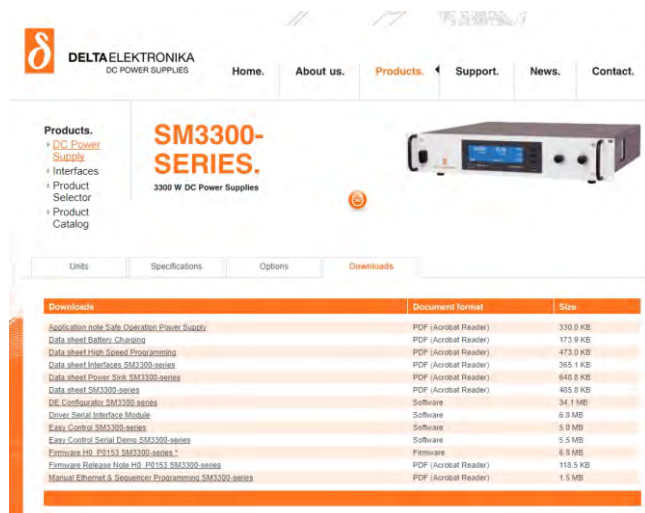 δ
DELTAELEKTRONIKA
DC POWER SUPPLIES
Home. About us. Products. Support. News. Contact.
Products.
DC Power
Supply
Interfaces
Product
Selector
Product
Catalog
SM3300-
SERIES.
3300 W DC Power Supplies
Units Specifications Options Downloads
Downloads Document format Size
Application note Safe Operation Power Supply PDF (Acrobat Reader) 330.0 KB
Data sheet Battery Charging PDF (Acrobat Reader) 173.9 KB
Data sheet High Speed Programming PDF (Acrobat Reader) 473.0 KB
Data sheet Interfaces SM3300-series PDF (Acrobat Reader) 365.1 KB
Data sheet Power Sink SM3300-series PDF (Acrobat Reader) 648.8 KB
Data sheet SM3300-series PDF (Acrobat Reader) 485.8 KB
DE Configurator SM3300-series Software 34.1 MB
Driver Serial Interface Module Software 6.8 MB
Easy Control SM3300-series Software 5.0 MB
Easy Control Serial Demo SM3300-series Software 5.5 MB
Firmware H0_P0153 SM3300-series * Firmware 6.8 MB
Firmware Release Note H0_P0153 SM3300-series PDF (Acrobat Reader) 118.5 KB
Manual Ethernet & Sequencer Programming SM3300-series PDF (Acrobat Reader) 1.5 MB